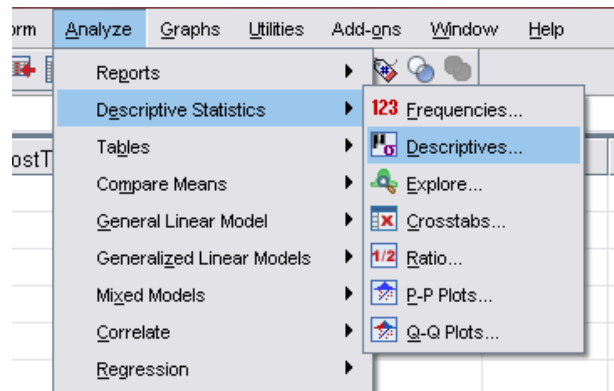 orm Analyze Graphs Utilities Add-ons Window Help
Reports
Descriptive Statistics
Tables
Compare Means
General Linear Model
Generalized Linear Models
Mixed Models
Correlate
Regression
ostT
123 Frequencies...
μσ Descriptives...
Explore...
Crosstabs...
1/2 Ratio...
P-P Plots...
Q-Q Plots...